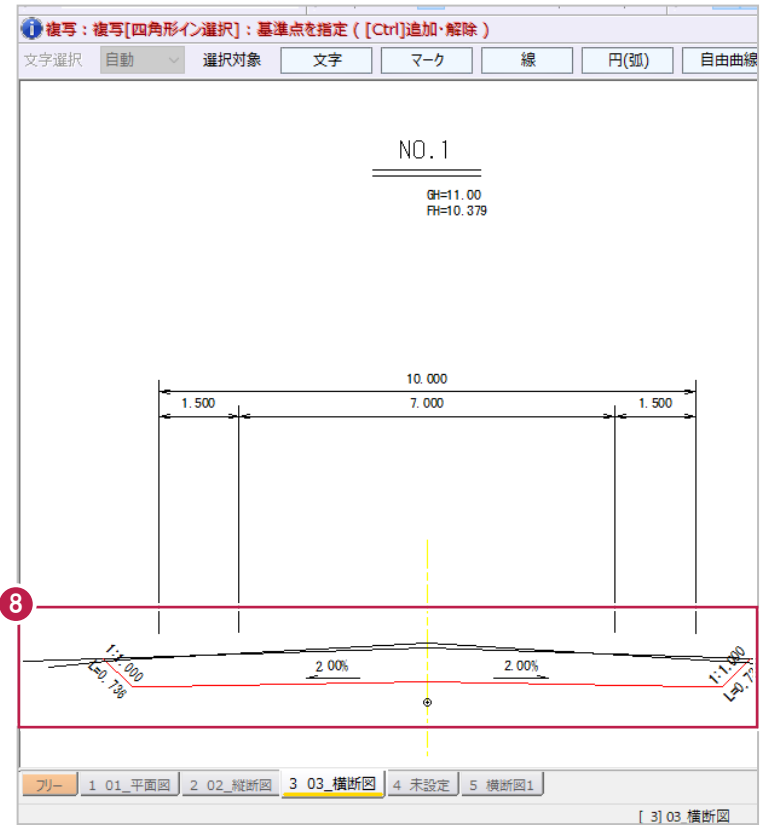 複写：複写[四角形イン選択]：基準点を指定 ( [Ctrl]追加･解除 )
文字選択 自動 選択対象 文字 マーク 線 円(弧) 自由曲線
NO.1
GH=11.00
FH=10.379
10.000
1.500 7.000 1.500
8
1:1.000
L=0.736
2.00% 2.00%
1:1.000
フリー 1 01_平面図 2 02_縦断図 3 03_横断図 4 未設定 5 横断図1
[ 3] 03_横断図